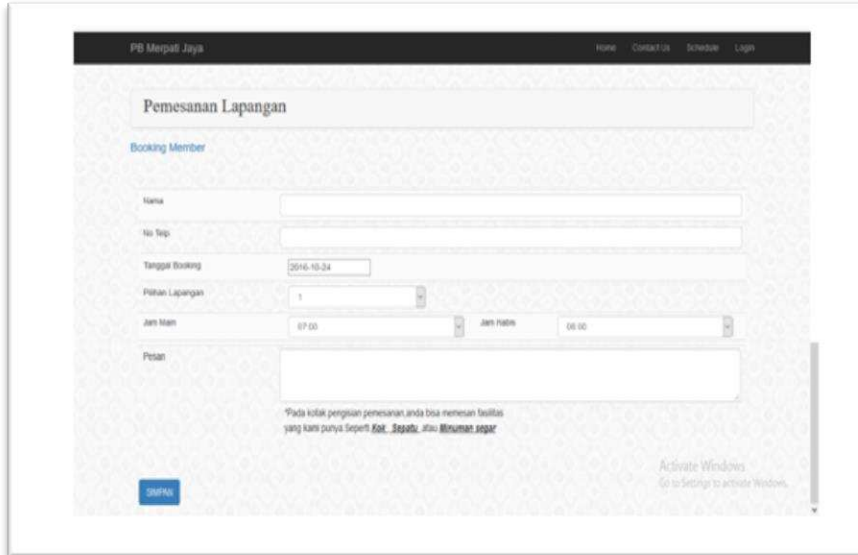 PB Merpati Jaya
Home Contact Us Schedule Login
Pemesanan Lapangan
Booking Member
Nama
No Telp
Tanggal Booking 2016-10-24
Pilihan Lapangan 1
Jam Main 07:00 Jam Habis 08:00
Pesan
*Pada kotak pengisian pemesanan,anda bisa memesan fasilitas
yang kami punya Seperti Kok , Sepatu ,atau Minuman segar
SIMPAN
Activate Windows
Go to Settings to activate Windows.